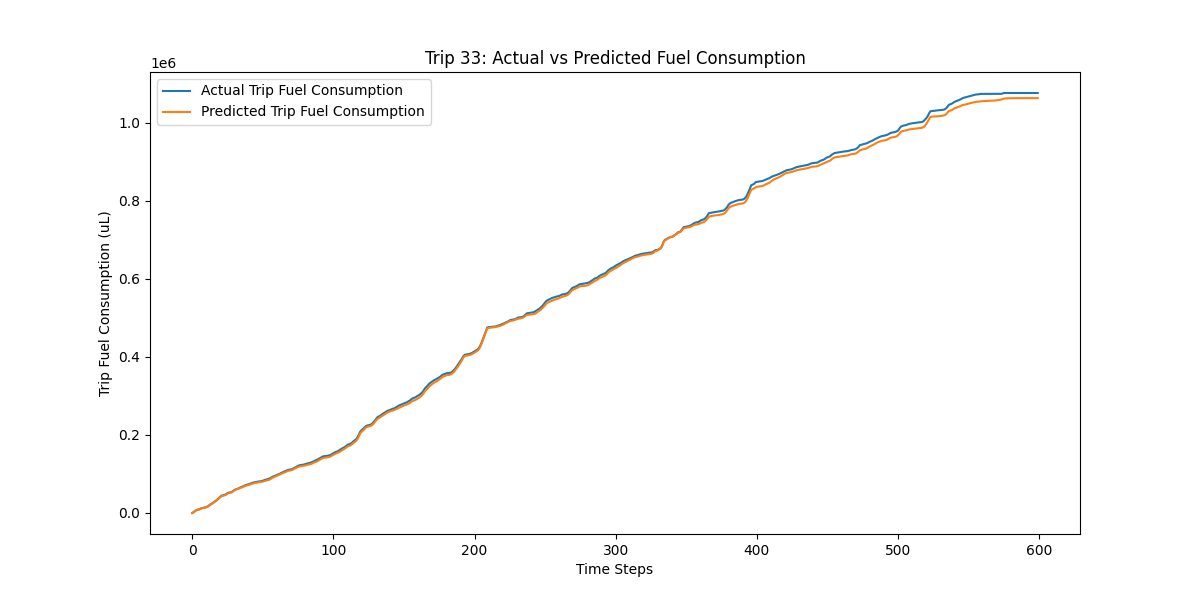 Trip 33: Actual vs Predicted Fuel Consumption
1e6
Actual Trip Fuel Consumption
Predicted Trip Fuel Consumption
Trip Fuel Consumption (uL)
1.0
0.8
0.6
0.4
0.2
0.0
0 100 200 300 400 500 600
Time Steps